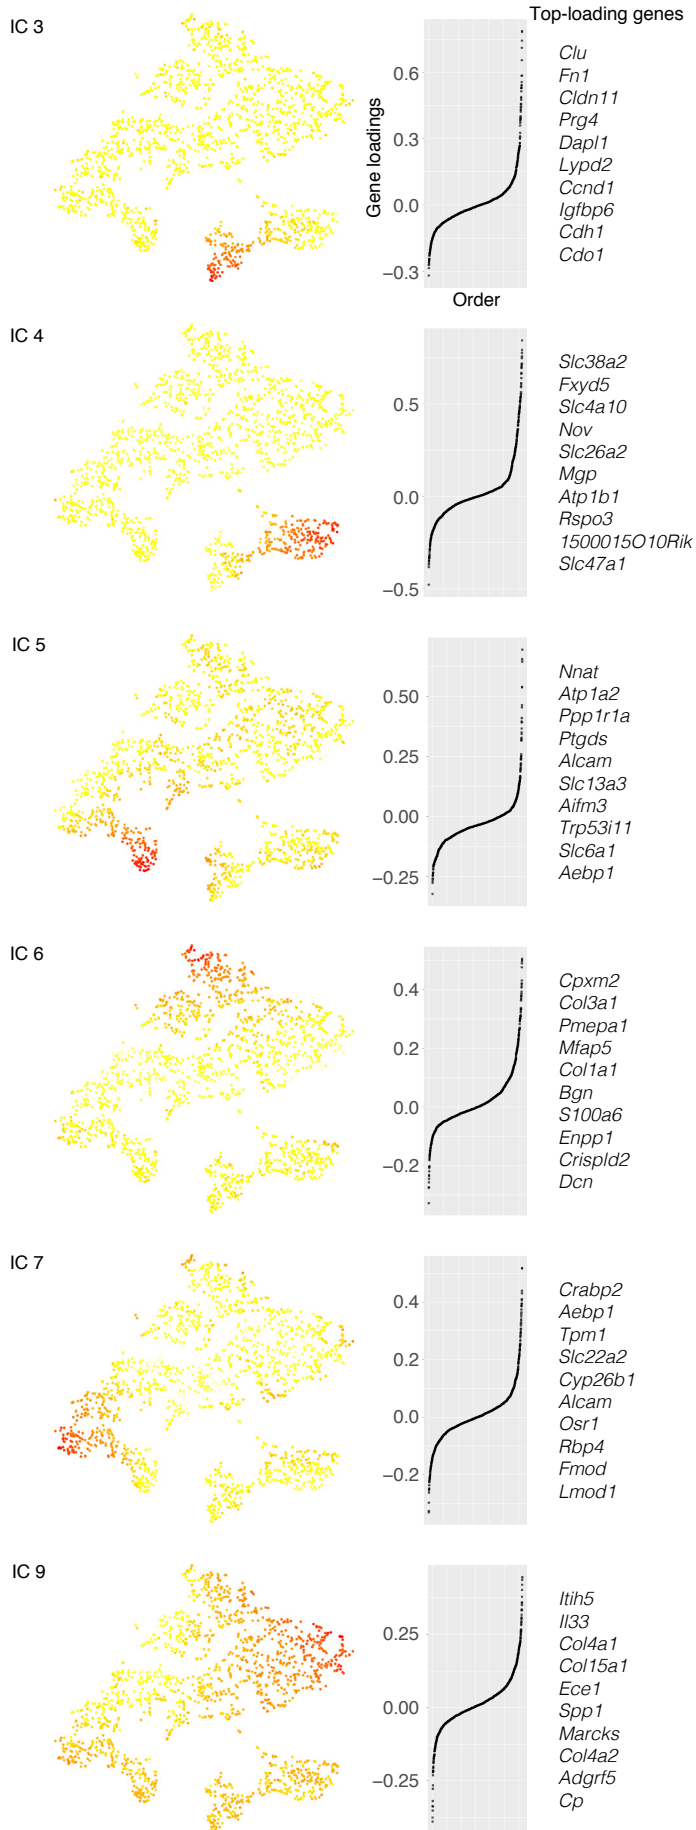 Top-loading genes
IC 3
Gene loadings
0.6
0.3
0.0
−0.3
Order
Clu
Fn1
Cldn11
Prg4
Dapl1
Lypd2
Ccnd1
Igfbp6
Cdh1
Cdo1
IC 4
0.5
0.0
−0.5
Slc38a2
Fxyd5
Slc4a10
Nov
Slc26a2
Mgp
Atp1b1
Rspo3
1500015O10Rik
Slc47a1
IC 5
0.50
0.25
0.00
−0.25
Nnat
Atp1a2
Ppp1r1a
Ptgds
Alcam
Slc13a3
Aifm3
Trp53i11
Slc6a1
Aebp1
IC 6
0.4
0.2
0.0
−0.2
Cpxm2
Col3a1
Pmepa1
Mfap5
Col1a1
Bgn
S100a6
Enpp1
Crispld2
Dcn
IC 7
0.4
0.2
0.0
−0.2
Crabp2
Aebp1
Tpm1
Slc22a2
Cyp26b1
Alcam
Osr1
Rbp4
Fmod
Lmod1
IC 9
0.25
0.00
−0.25
Itih5
Il33
Col4a1
Col15a1
Ece1
Spp1
Marcks
Col4a2
Adgrf5
Cp